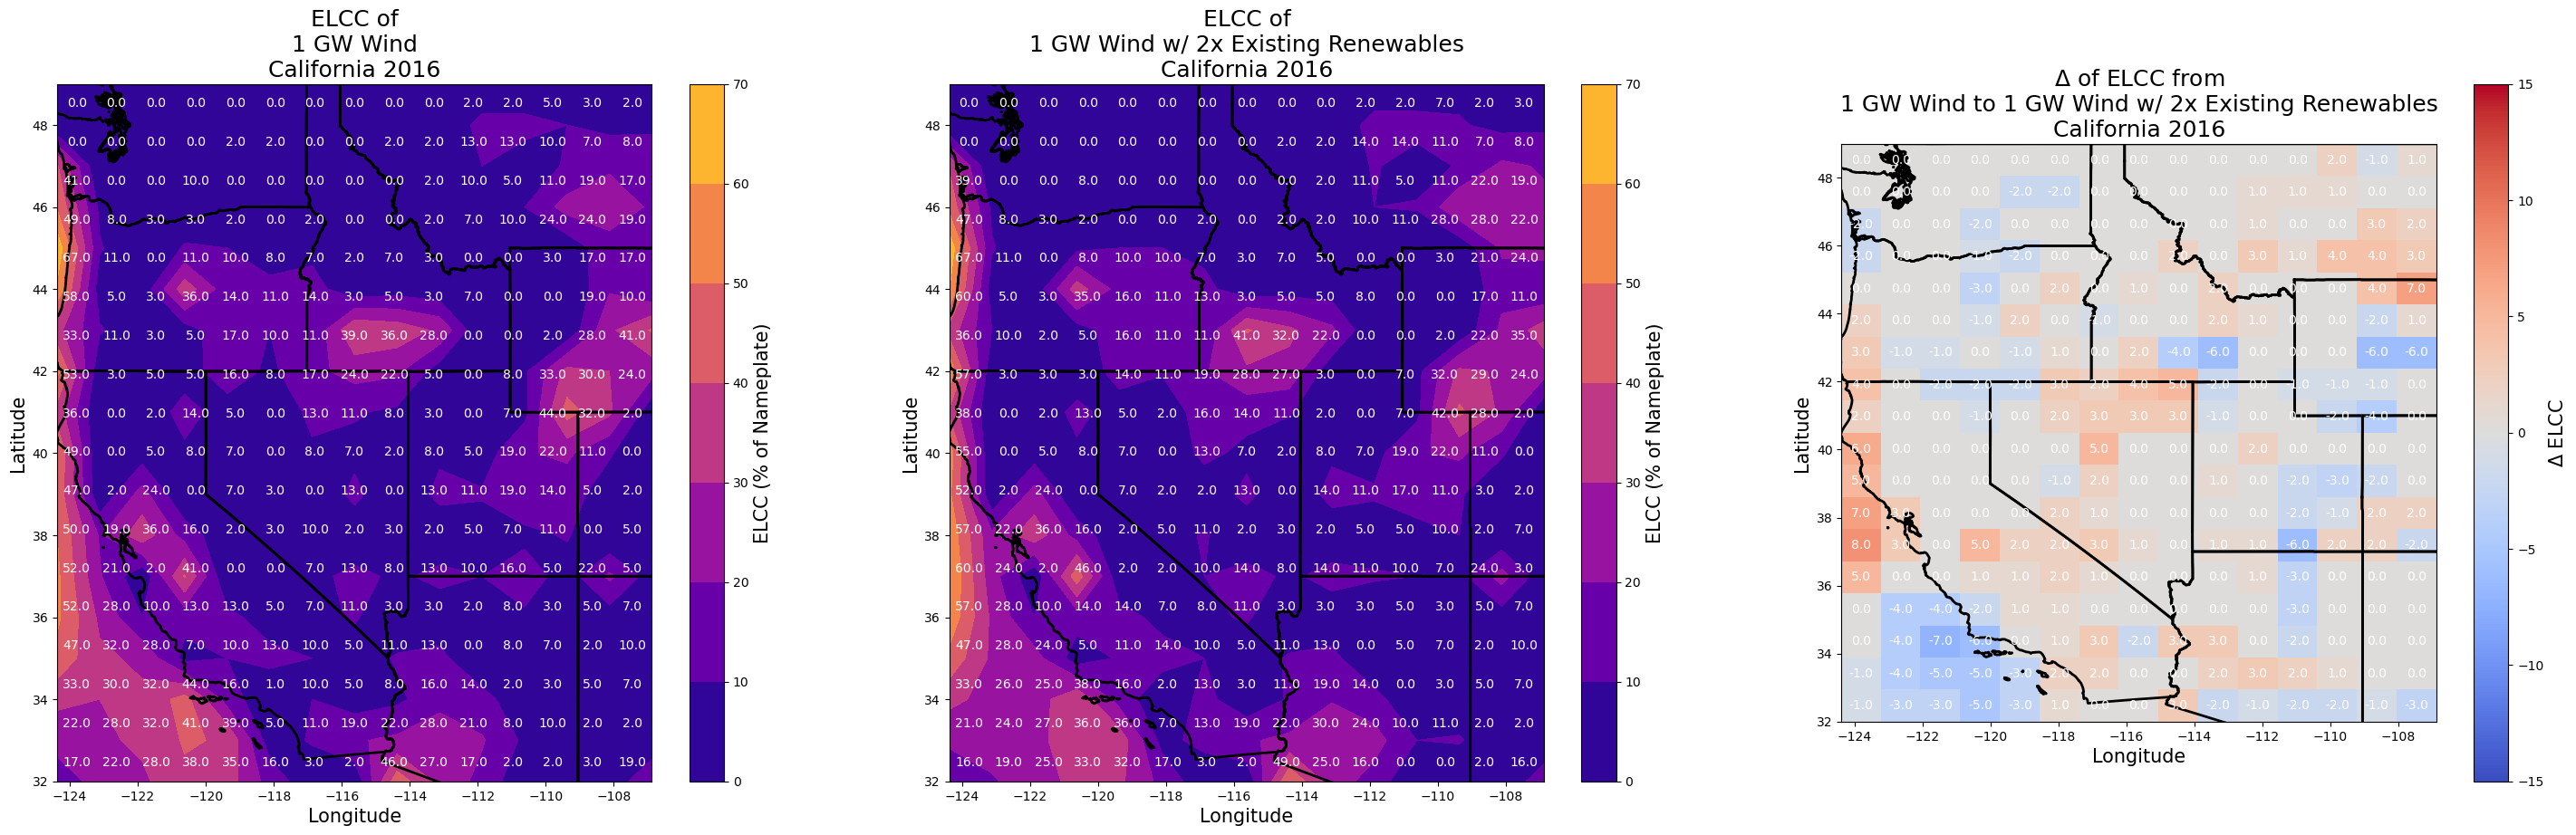 ELCC of
1 GW Wind
California 2016
0.0 0.0 0.0 0.0 0.0 0.0 0.0 0.0 0.0 0.0 2.0 2.0 5.0 3.0 2.0
0.0 0.0 0.0 0.0 2.0 2.0 0.0 0.0 2.0 2.0 13.0 13.0 10.0 7.0 8.0
41.0 0.0 0.0 10.0 0.0 0.0 0.0 0.0 0.0 2.0 10.0 5.0 11.0 19.0 17.0
49.0 8.0 3.0 3.0 2.0 0.0 2.0 0.0 0.0 2.0 7.0 10.0 24.0 24.0 19.0
67.0 11.0 0.0 11.0 10.0 8.0 7.0 2.0 7.0 3.0 0.0 0.0 3.0 17.0 17.0
58.0 5.0 3.0 36.0 14.0 11.0 14.0 3.0 5.0 3.0 7.0 0.0 0.0 19.0 10.0
33.0 11.0 3.0 5.0 17.0 10.0 11.0 39.0 36.0 28.0 0.0 0.0 2.0 28.0 41.0
53.0 3.0 5.0 5.0 16.0 8.0 17.0 24.0 22.0 5.0 0.0 8.0 33.0 30.0 24.0
36.0 0.0 2.0 14.0 5.0 0.0 13.0 11.0 8.0 3.0 0.0 7.0 44.0 32.0 2.0
49.0 0.0 5.0 8.0 7.0 0.0 8.0 7.0 2.0 8.0 5.0 19.0 22.0 11.0 0.0
47.0 2.0 24.0 0.0 7.0 3.0 0.0 13.0 0.0 13.0 11.0 19.0 14.0 5.0 2.0
50.0 19.0 36.0 16.0 2.0 3.0 10.0 2.0 3.0 2.0 5.0 7.0 11.0 0.0 5.0
52.0 21.0 2.0 41.0 0.0 0.0 7.0 13.0 8.0 13.0 10.0 16.0 5.0 22.0 5.0
52.0 28.0 10.0 13.0 13.0 5.0 7.0 11.0 3.0 3.0 2.0 8.0 3.0 5.0 7.0
47.0 32.0 28.0 7.0 10.0 13.0 10.0 5.0 11.0 13.0 0.0 8.0 7.0 2.0 10.0
33.0 30.0 32.0 44.0 16.0 1.0 10.0 5.0 8.0 16.0 14.0 2.0 3.0 5.0 7.0
22.0 28.0 32.0 41.0 39.0 5.0 11.0 19.0 22.0 28.0 21.0 8.0 10.0 2.0 2.0
17.0 22.0 28.0 38.0 35.0 16.0 3.0 2.0 46.0 27.0 17.0 2.0 2.0 3.0 19.0
48 46 44 42 40 38 36 34 32
Latitude
−124 −122 −120 −118 −116 −114 −112 −110 −108
Longitude
70 60 50 40 30 20 10 0
ELCC (% of Nameplate)
ELCC of
1 GW Wind w/ 2x Existing Renewables
California 2016
0.0 0.0 0.0 0.0 0.0 0.0 0.0 0.0 0.0 0.0 2.0 2.0 7.0 2.0 3.0
0.0 0.0 0.0 0.0 0.0 0.0 0.0 0.0 2.0 2.0 14.0 14.0 11.0 7.0 8.0
39.0 0.0 0.0 8.0 0.0 0.0 0.0 0.0 0.0 2.0 11.0 5.0 11.0 22.0 19.0
47.0 8.0 3.0 2.0 0.0 0.0 2.0 0.0 2.0 2.0 10.0 11.0 28.0 28.0 22.0
67.0 11.0 0.0 8.0 10.0 10.0 7.0 3.0 7.0 5.0 0.0 0.0 3.0 21.0 24.0
60.0 5.0 3.0 35.0 16.0 11.0 13.0 3.0 5.0 5.0 8.0 0.0 0.0 17.0 11.0
36.0 10.0 2.0 5.0 16.0 11.0 11.0 41.0 32.0 22.0 0.0 0.0 2.0 22.0 35.0
57.0 3.0 3.0 3.0 14.0 11.0 19.0 28.0 27.0 3.0 0.0 7.0 32.0 29.0 24.0
38.0 0.0 2.0 13.0 5.0 2.0 16.0 14.0 11.0 2.0 0.0 7.0 42.0 28.0 2.0
55.0 0.0 5.0 8.0 7.0 0.0 13.0 7.0 2.0 8.0 7.0 19.0 22.0 11.0 0.0
52.0 2.0 24.0 0.0 7.0 2.0 2.0 13.0 0.0 14.0 11.0 17.0 11.0 3.0 2.0
57.0 22.0 36.0 16.0 2.0 5.0 11.0 2.0 3.0 2.0 5.0 5.0 10.0 2.0 7.0
60.0 24.0 2.0 46.0 2.0 2.0 10.0 14.0 8.0 14.0 11.0 10.0 7.0 24.0 3.0
57.0 28.0 10.0 14.0 14.0 7.0 8.0 11.0 3.0 3.0 3.0 5.0 3.0 5.0 7.0
47.0 28.0 24.0 5.0 11.0 14.0 10.0 5.0 11.0 13.0 0.0 5.0 7.0 2.0 10.0
33.0 26.0 25.0 38.0 16.0 2.0 13.0 3.0 11.0 19.0 14.0 0.0 3.0 5.0 7.0
21.0 24.0 27.0 36.0 36.0 7.0 13.0 19.0 22.0 30.0 24.0 10.0 11.0 2.0 2.0
16.0 19.0 25.0 33.0 32.0 17.0 3.0 2.0 49.0 25.0 16.0 0.0 0.0 2.0 16.0
48 46 44 42 40 38 36 34 32
Latitude
−124 −122 −120 −118 −116 −114 −112 −110 −108
Longitude
70 60 50 40 30 20 10 0
ELCC (% of Nameplate)
Δ of ELCC from
1 GW Wind to 1 GW Wind w/ 2x Existing Renewables
California 2016
0.0 0.0 0.0 0.0 0.0 0.0 0.0 0.0 0.0 0.0 0.0 0.0 2.0 -1.0 1.0
0.0 0.0 0.0 0.0 -2.0 -2.0 0.0 0.0 0.0 0.0 1.0 1.0 1.0 0.0 0.0
-2.0 0.0 0.0 -2.0 0.0 0.0 0.0 0.0 0.0 0.0 1.0 0.0 0.0 3.0 2.0
-2.0 0.0 0.0 -1.0 -2.0 0.0 0.0 0.0 2.0 0.0 3.0 1.0 4.0 4.0 3.0
0.0 0.0 0.0 -3.0 0.0 2.0 0.0 1.0 0.0 2.0 0.0 0.0 0.0 4.0 7.0
2.0 0.0 0.0 -1.0 2.0 0.0 -1.0 0.0 0.0 2.0 1.0 0.0 0.0 -2.0 1.0
3.0 -1.0 -1.0 0.0 -1.0 1.0 0.0 2.0 -4.0 -6.0 0.0 0.0 0.0 -6.0 -6.0
4.0 0.0 -2.0 -2.0 -2.0 3.0 2.0 4.0 5.0 -2.0 0.0 -1.0 -1.0 -1.0 0.0
2.0 0.0 0.0 -1.0 0.0 2.0 3.0 3.0 3.0 -1.0 0.0 0.0 -2.0 -4.0 0.0
6.0 0.0 0.0 0.0 0.0 0.0 5.0 0.0 0.0 0.0 2.0 0.0 0.0 0.0 0.0
5.0 0.0 0.0 0.0 0.0 -1.0 2.0 0.0 0.0 1.0 0.0 -2.0 -3.0 -2.0 0.0
7.0 3.0 0.0 0.0 0.0 2.0 1.0 0.0 0.0 0.0 0.0 -2.0 -1.0 2.0 2.0
8.0 3.0 0.0 5.0 2.0 2.0 3.0 1.0 0.0 1.0 1.0 -6.0 2.0 2.0 -2.0
5.0 0.0 0.0 1.0 1.0 2.0 1.0 0.0 0.0 0.0 1.0 -3.0 0.0 0.0 0.0
0.0 -4.0 -4.0 -2.0 1.0 1.0 0.0 0.0 0.0 0.0 0.0 -3.0 0.0 0.0 0.0
0.0 -4.0 -7.0 -6.0 0.0 1.0 3.0 -2.0 3.0 3.0 0.0 -2.0 0.0 0.0 0.0
-1.0 -4.0 -5.0 -5.0 -3.0 2.0 2.0 0.0 0.0 2.0 3.0 2.0 1.0 0.0 0.0
-1.0 -3.0 -3.0 -5.0 -3.0 1.0 0.0 0.0 3.0 -2.0 -1.0 -2.0 -2.0 -1.0 -3.0
48 46 44 42 40 38 36 34 32
Latitude
−124 −122 −120 −118 −116 −114 −112 −110 −108
Longitude
15 10 5 0 −5 −10 −15
Δ ELCC